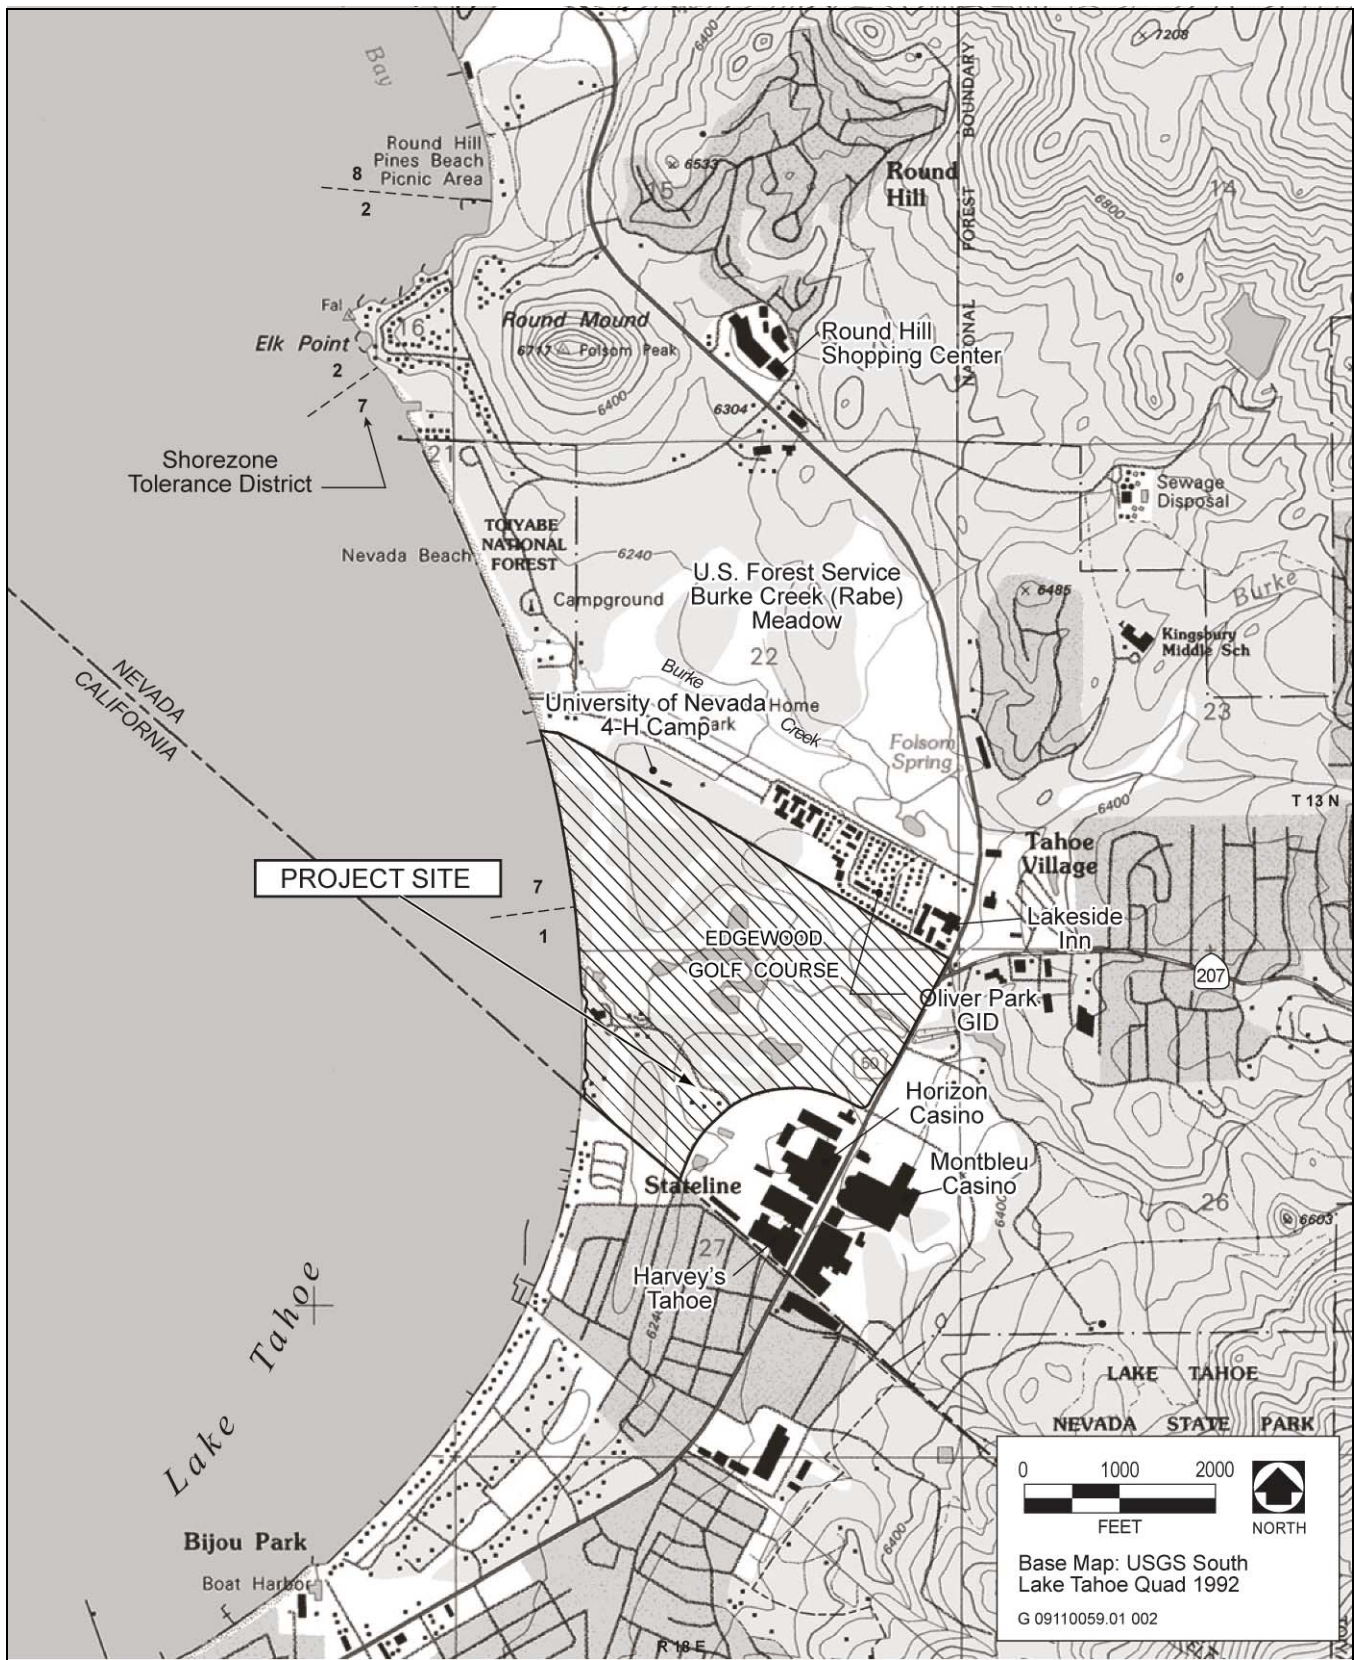 6400
7208
Bay
BOUNDARY
FOREST
NATIONAL
Round Hill
Pines Beach
Picnic Area
8
2
6533
15
Round
Hill
14
6800
Fal
16
Elk Point
Round Mound
6717
Folsom Peak
6400
Round Hill
Shopping Center
2
7
6304
21
Shorezone
Tolerance District
Sewage
Disposal
TOIYABE
NATIONAL
FOREST
Nevada Beach
6240
U.S. Forest Service
Burke Creek (Rabe)
Meadow
Campground
6485
Burke
Kingsbury
Middle Sch
22
23
NEVADA
CALIFORNIA
Burke
Creek
Home
Park
University of Nevada
4-H Camp
Folsom
Spring
6400
T 13 N
Tahoe
Village
PROJECT SITE
7
1
Lakeside
Inn
EDGEWOOD
GOLF COURSE
207
Oliver Park
GID
50
Horizon
Casino
Montbleu
Casino
Stateline
6400
26
6603
27
Harvey's
Tahoe
6240
Lake Tahoe
LAKE TAHOE
NEVADA STATE PARK
Bijou Park
Boat Harbor
6400
R 18 E
0 1000 2000
FEET
NORTH
Base Map: USGS South
Lake Tahoe Quad 1992
G 09110059.01 002